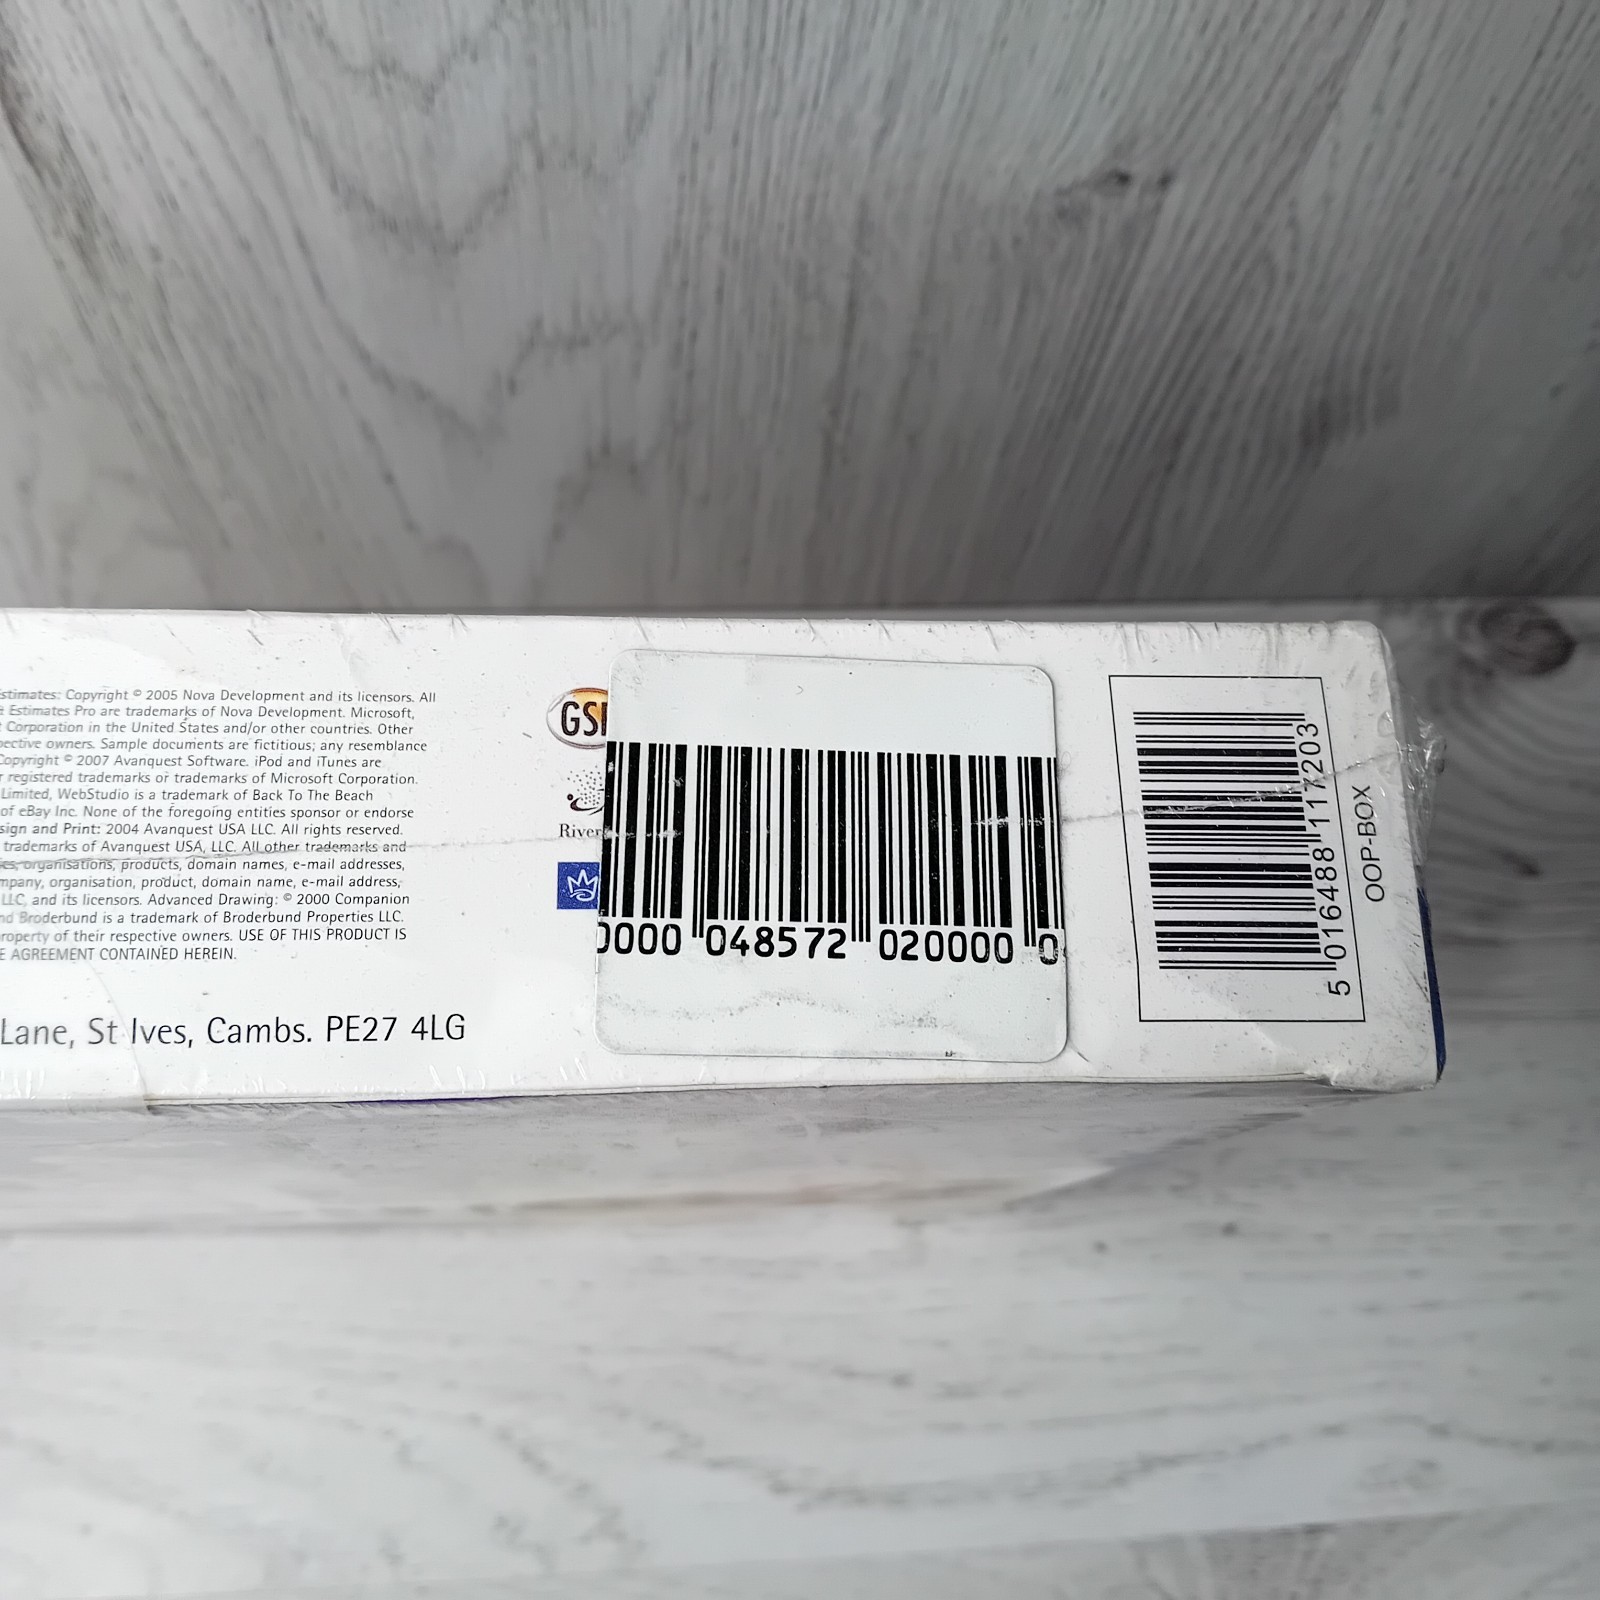 Estimates: Copyright © 2005 Nova Development and its licensors. All
Estimates Pro are trademarks of Nova Development. Microsoft,
Corporation in the United States and/or other countries. Other
respective owners. Sample documents are fictitious; any resemblance
Copyright © 2007 Avanquest Software. iPod and iTunes are
registered trademarks or trademarks of Microsoft Corporation.
Limited, WebStudio is a trademark of Back To The Beach
of eBay Inc. None of the foregoing entities sponsor or endorse
sign and Print: 2004 Avanquest USA LLC. All rights reserved.
trademarks of Avanquest USA, LLC. All other trademarks and
es, organisations, products, domain names, e-mail addresses,
mpany, organisation, product, domain name, e-mail address,
LLC, and its licensors. Advanced Drawing: © 2000 Companion
nd Broderbund is a trademark of Broderbund Properties LLC.
roperty of their respective owners. USE OF THIS PRODUCT IS
E AGREEMENT CONTAINED HEREIN.
Lane, St Ives, Cambs. PE27 4LG
GS
River
0000 048572 020000 0
5 016488 117203
OOP-BOX